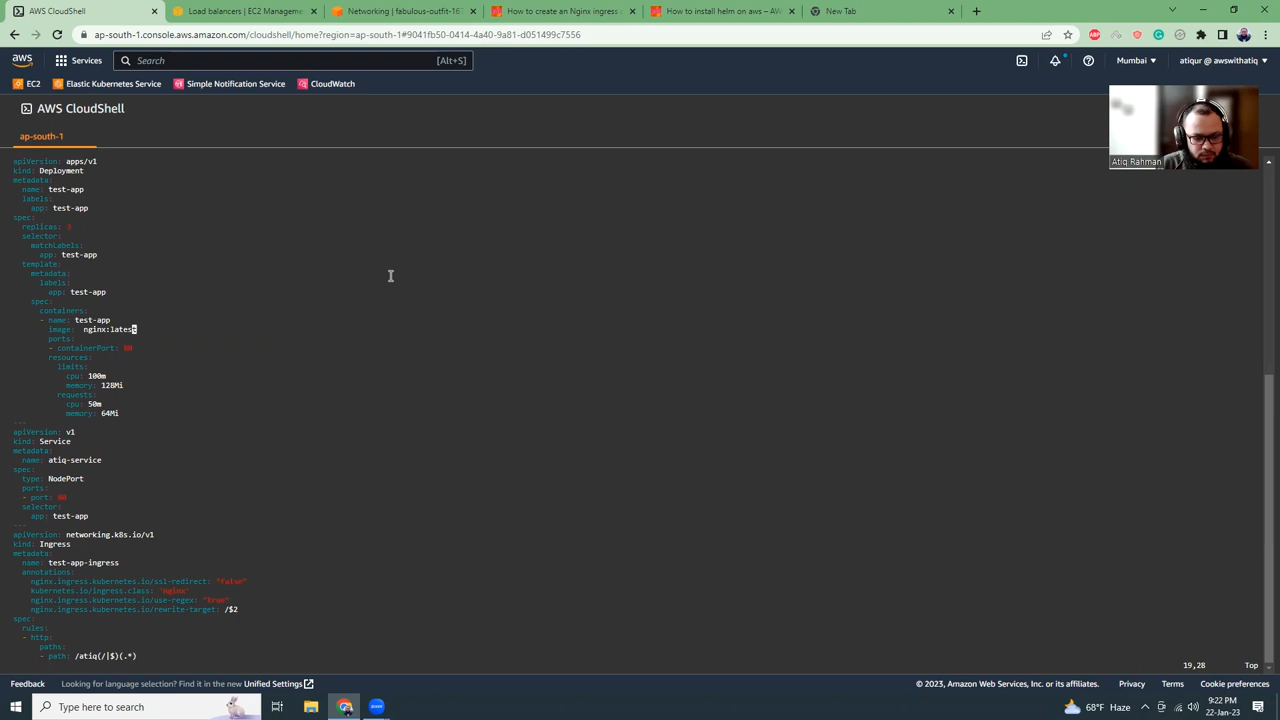 AWS CloudShell
Load balancers | EC2 Manageme
Networking | fabulous-outfit-167
How to create an Nginx ingress c
How to install helm on aws – AW
New Tab
ap-south-1.console.aws.amazon.com/cloudshell/home?region=ap-south-1#9041fb50-0414-4a40-9a81-d051499c7556
aws
Services
Search
[Alt+S]
Mumbai
atiqur @ awswithatiq
EC2
Elastic Kubernetes Service
Simple Notification Service
CloudWatch
AWS CloudShell
ap-south-1
Atiq Rahman
apiVersion: apps/v1
kind: Deployment
metadata:
name: test-app
labels:
app: test-app
spec:
replicas: 3
selector:
matchLabels:
app: test-app
template:
metadata:
labels:
app: test-app
spec:
containers:
- name: test-app
image: nginx:latest
ports:
- containerPort: 80
resources:
limits:
cpu: 100m
memory: 128Mi
requests:
cpu: 50m
memory: 64Mi
---
apiVersion: v1
kind: Service
metadata:
name: atiq-service
spec:
type: NodePort
ports:
- port: 80
selector:
app: test-app
---
apiVersion: networking.k8s.io/v1
kind: Ingress
metadata:
name: test-app-ingress
annotations:
nginx.ingress.kubernetes.io/ssl-redirect: "false"
kubernetes.io/ingress.class: "nginx"
nginx.ingress.kubernetes.io/use-regex: "true"
nginx.ingress.kubernetes.io/rewrite-target: /$2
spec:
rules:
- http:
paths:
- path: /atiq(/|$)(.*)
19,28
Top
Feedback
Looking for language selection? Find it in the new Unified Settings
© 2023, Amazon Web Services, Inc. or its affiliates.
Privacy
Terms
Cookie preferences
Type here to search
zoom
68°F Haze
9:22 PM
22-Jan-23